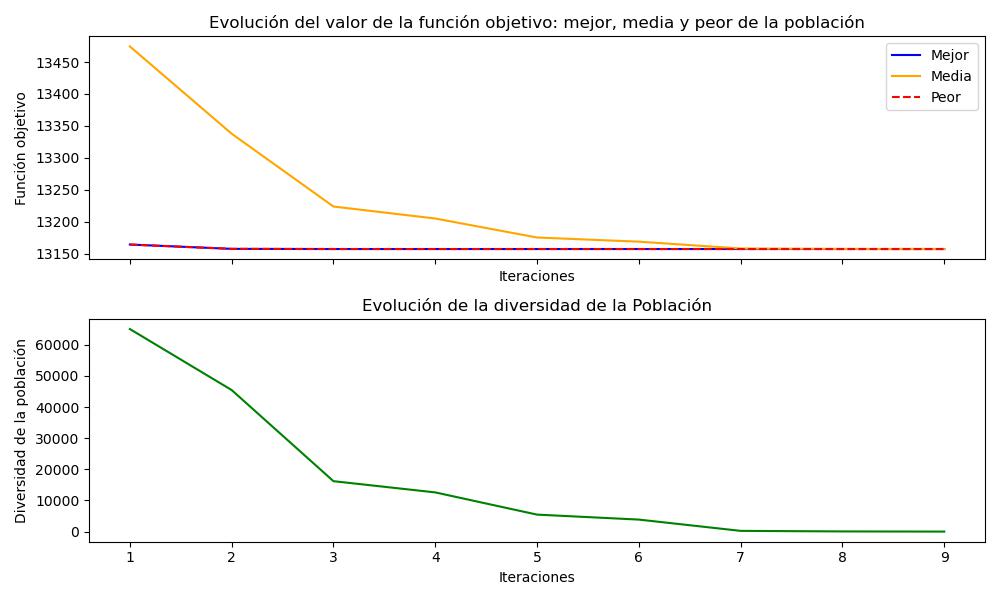 Evolución del valor de la función objetivo: mejor, media y peor de la población
Función objetivo
13450
13400
13350
13300
13250
13200
13150
Mejor
Media
Peor
Iteraciones
Evolución de la diversidad de la Población
Diversidad de la población
60000
50000
40000
30000
20000
10000
0
1 2 3 4 5 6 7 8 9
Iteraciones